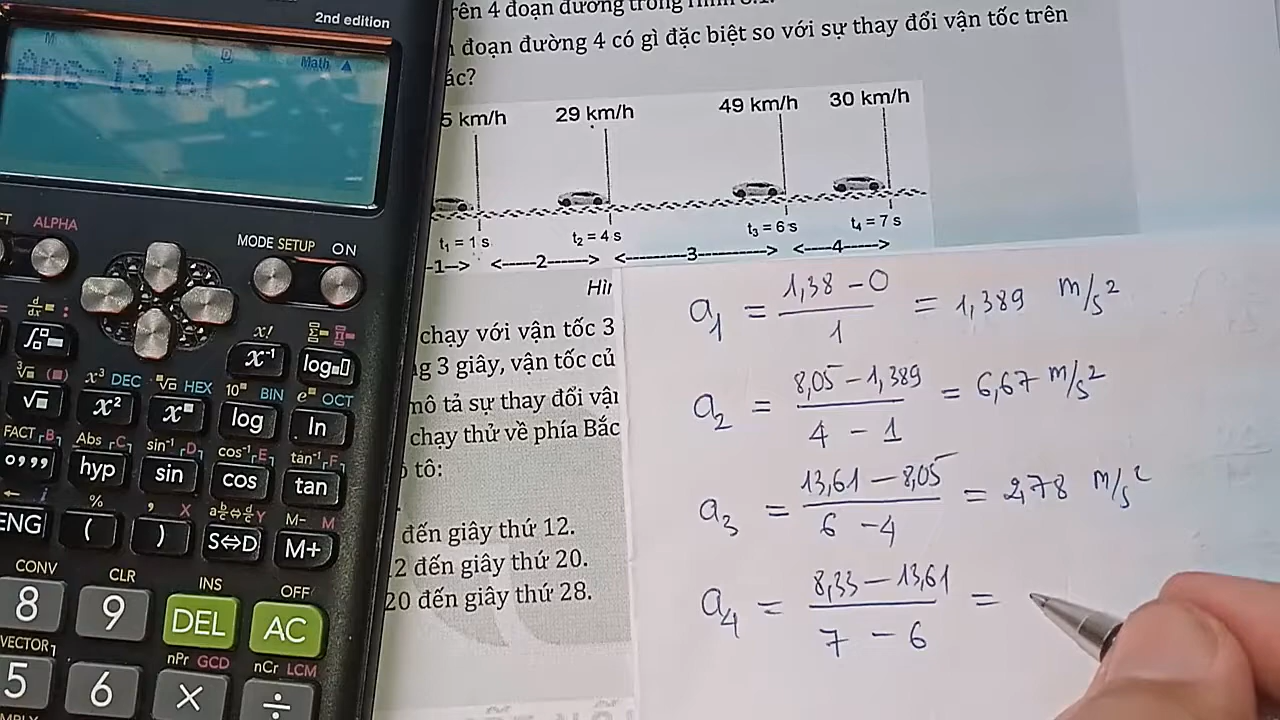 2nd edition
M D Math ▲
Ans-13,61
ALPHA
MODE SETUP ON
x! 
x⁻¹ log
x³ DEC HEX 10 BIN e OCT
x² log ln
FACT B Abs C sin⁻¹ D cos⁻¹ E tan⁻¹ F
hyp sin cos tan
← i % , X a b/c⇔d/c Y M- M
ENG ( ) S⇔D M+
CONV CLR INS OFF
8 9 DEL AC
VECTOR nPr GCD nCr LCM
5 6 × ÷
rên 4 đoạn đường trong
đoạn đường 4 có gì đặc biệt so với sự thay đổi vận tốc trên
ác?
5 km/h 29 km/h 49 km/h 30 km/h
t₁ = 1 s t₂ = 4 s t₃ = 6 s t₄ = 7 s
-1--> <-----2------> <---------3----------> <----4----->
Hìr
chạy với vận tốc 3
g 3 giây, vận tốc củ
nô tả sự thay đổi vậ
chạy thử về phía Bắc
tô:
đến giây thứ 12.
12 đến giây thứ 20.
20 đến giây thứ 28.
a₁ = (1,38 - 0) / 1 = 1,389 m/s²
a₂ = (8,05 - 1,389) / (4 - 1) = 6,67 m/s²
a₃ = (13,61 - 8,05) / (6 - 4) = 2,78 m/s²
a₄ = (8,33 - 13,61) / (7 - 6) =